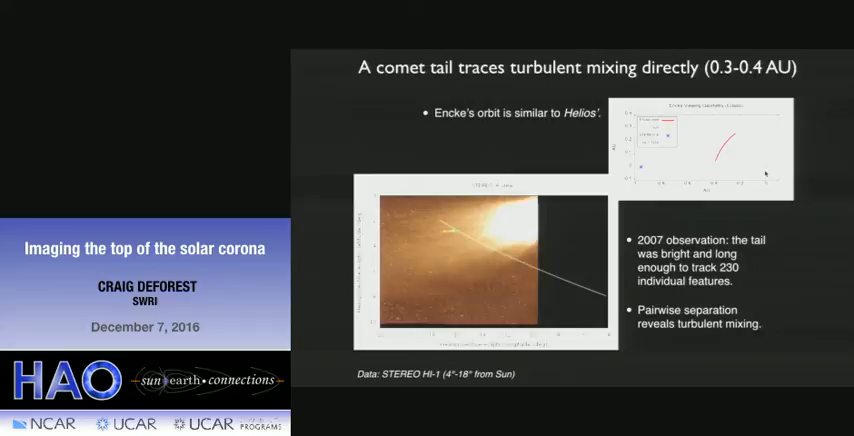 A comet tail traces turbulent mixing directly (0.3-0.4 AU)
• Encke's orbit is similar to Helios'.
• 2007 observation: the tail
was bright and long
enough to track 230
individual features.
• Pairwise separation
reveals turbulent mixing.
Data: STEREO HI-1 (4°-18° from Sun)
Imaging the top of the solar corona
CRAIG DEFOREST
SWRI
December 7, 2016
HAO
sun earth • connections
NCAR
UCAR
UCAR
PROGRAMS